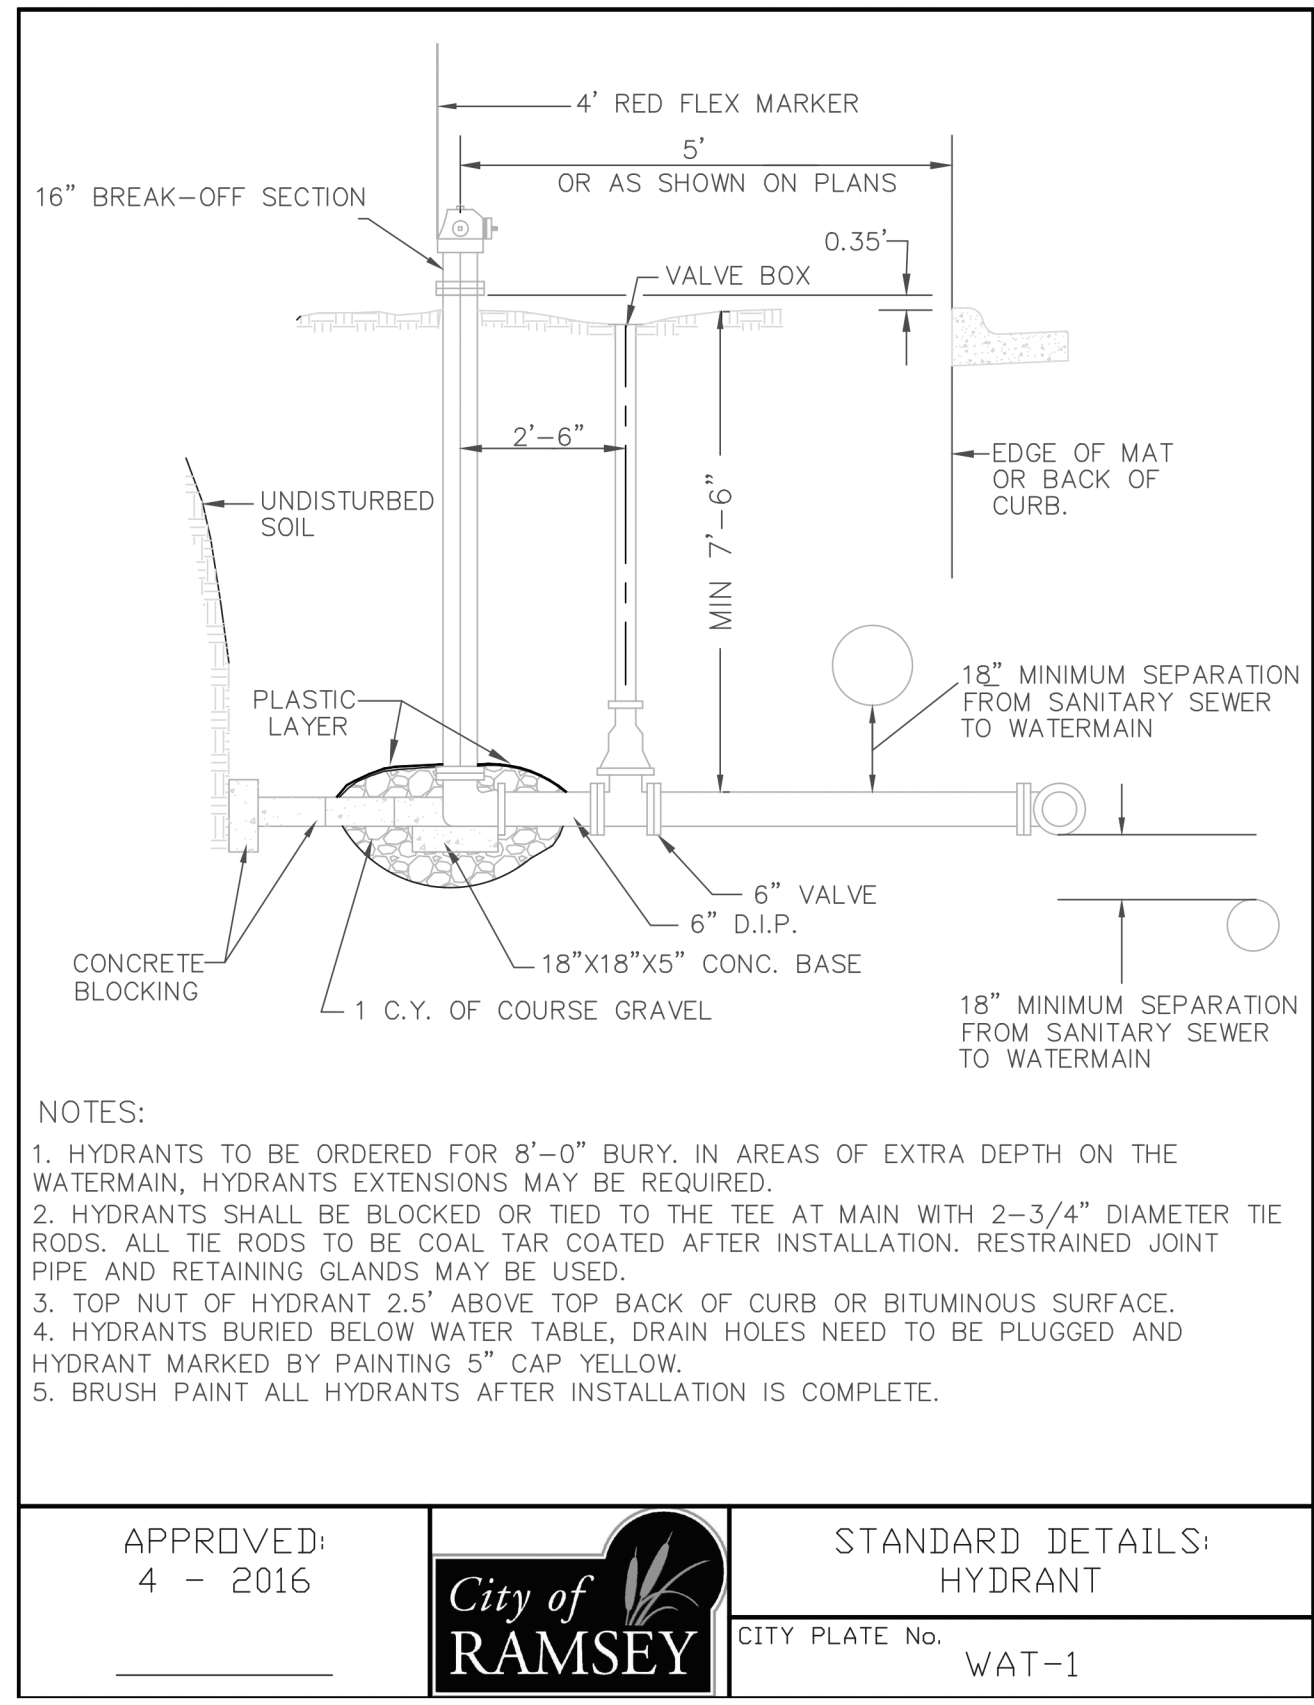 4' RED FLEX MARKER
5'
OR AS SHOWN ON PLANS
16" BREAK-OFF SECTION
0.35'
VALVE BOX
2'-6"
EDGE OF MAT
OR BACK OF
CURB.
UNDISTURBED
SOIL
MIN 7'-6"
18" MINIMUM SEPARATION
FROM SANITARY SEWER
TO WATERMAIN
PLASTIC
LAYER
6" VALVE
6" D.I.P.
CONCRETE
BLOCKING
18"X18"X5" CONC. BASE
1 C.Y. OF COURSE GRAVEL
18" MINIMUM SEPARATION
FROM SANITARY SEWER
TO WATERMAIN
NOTES:
1. HYDRANTS TO BE ORDERED FOR 8'-0" BURY. IN AREAS OF EXTRA DEPTH ON THE
WATERMAIN, HYDRANTS EXTENSIONS MAY BE REQUIRED.
2. HYDRANTS SHALL BE BLOCKED OR TIED TO THE TEE AT MAIN WITH 2-3/4" DIAMETER TIE
RODS. ALL TIE RODS TO BE COAL TAR COATED AFTER INSTALLATION. RESTRAINED JOINT
PIPE AND RETAINING GLANDS MAY BE USED.
3. TOP NUT OF HYDRANT 2.5' ABOVE TOP BACK OF CURB OR BITUMINOUS SURFACE.
4. HYDRANTS BURIED BELOW WATER TABLE, DRAIN HOLES NEED TO BE PLUGGED AND
HYDRANT MARKED BY PAINTING 5" CAP YELLOW.
5. BRUSH PAINT ALL HYDRANTS AFTER INSTALLATION IS COMPLETE.
APPROVED:
4 - 2016
City of
RAMSEY
STANDARD DETAILS:
HYDRANT
CITY PLATE No.
WAT-1